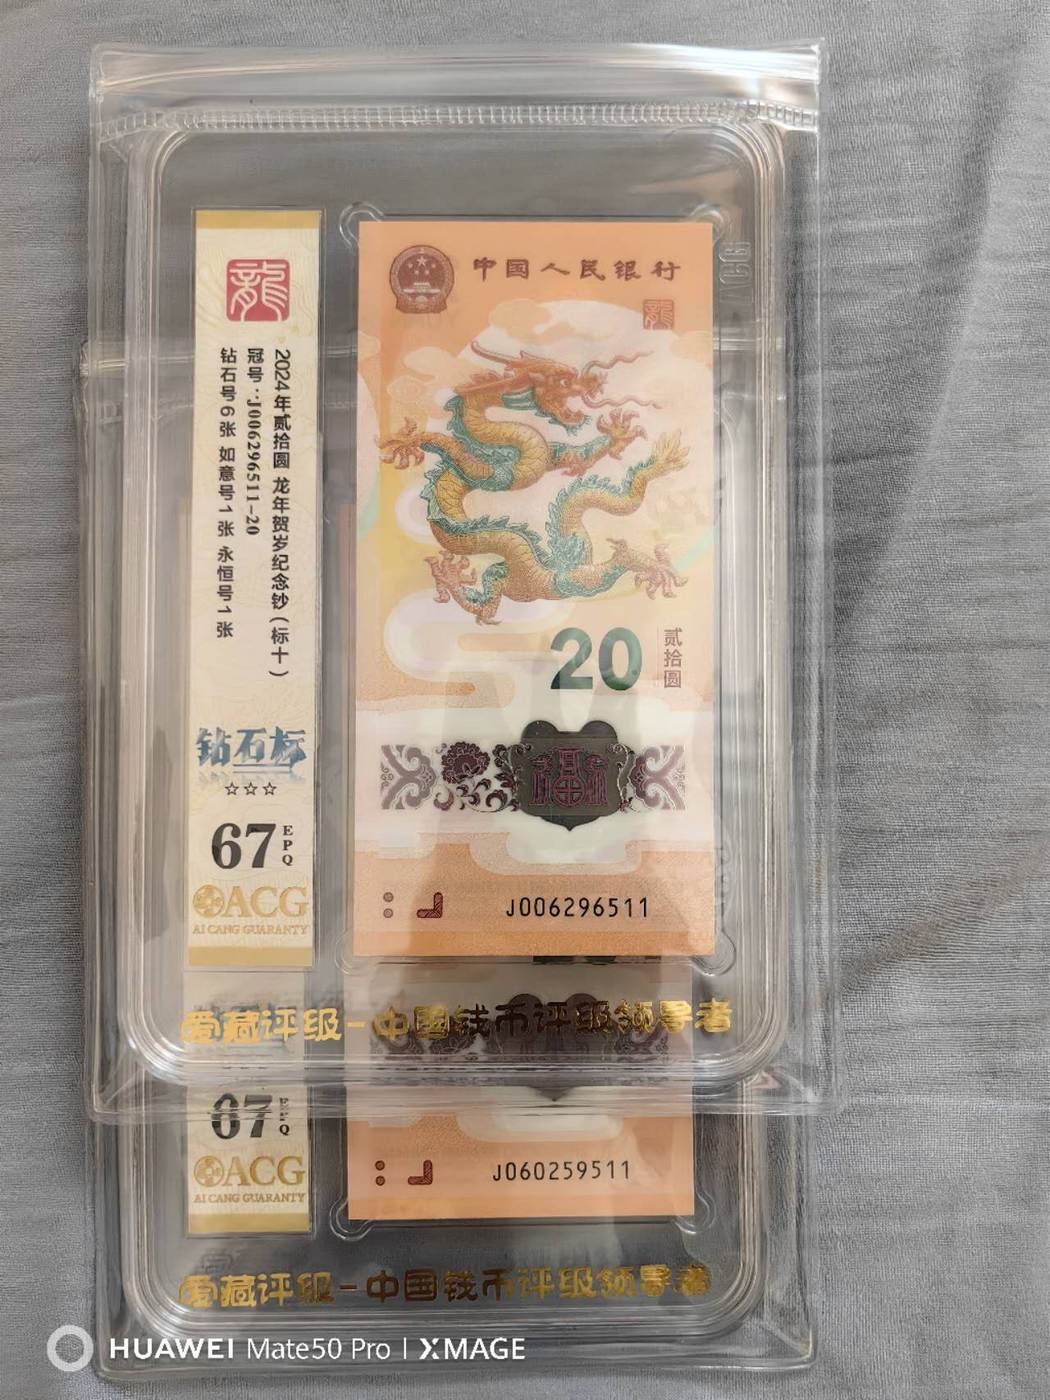 龍
2024年贰拾圆 龙年贺岁纪念钞(标十)
冠号:J006296511-20
钻石号6张 如意号1张 永恒号1张
钻石标
☆☆☆
67 EPQ
ACG
AI CANG GUARANTY
中国人民银行
龍
20
贰拾圆
福
J006296511
爱藏评级-中国钱币评级领导者
67 EPQ
ACG
AI CANG GUARANTY
J060259511
爱藏评级-中国钱币评级领导者
HUAWEI Mate50 Pro | XMAGE